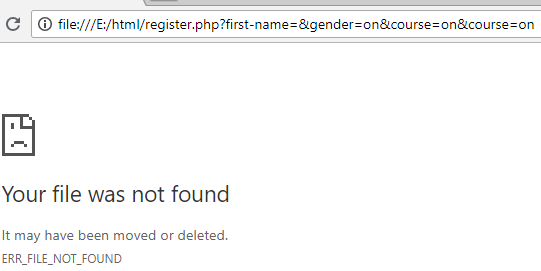 file:///E:/html/register.php?first-name=&gender=on&course=on&course=on
Your file was not found
It may have been moved or deleted.
ERR_FILE_NOT_FOUND